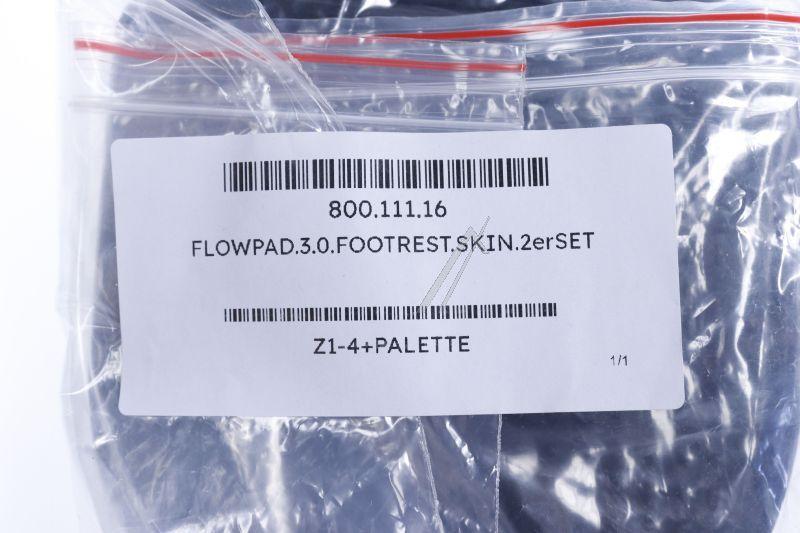 800.111.16
FLOWPAD.3.0.FOOTREST.SKIN.2erSET
Z1-4+PALETTE
1/1